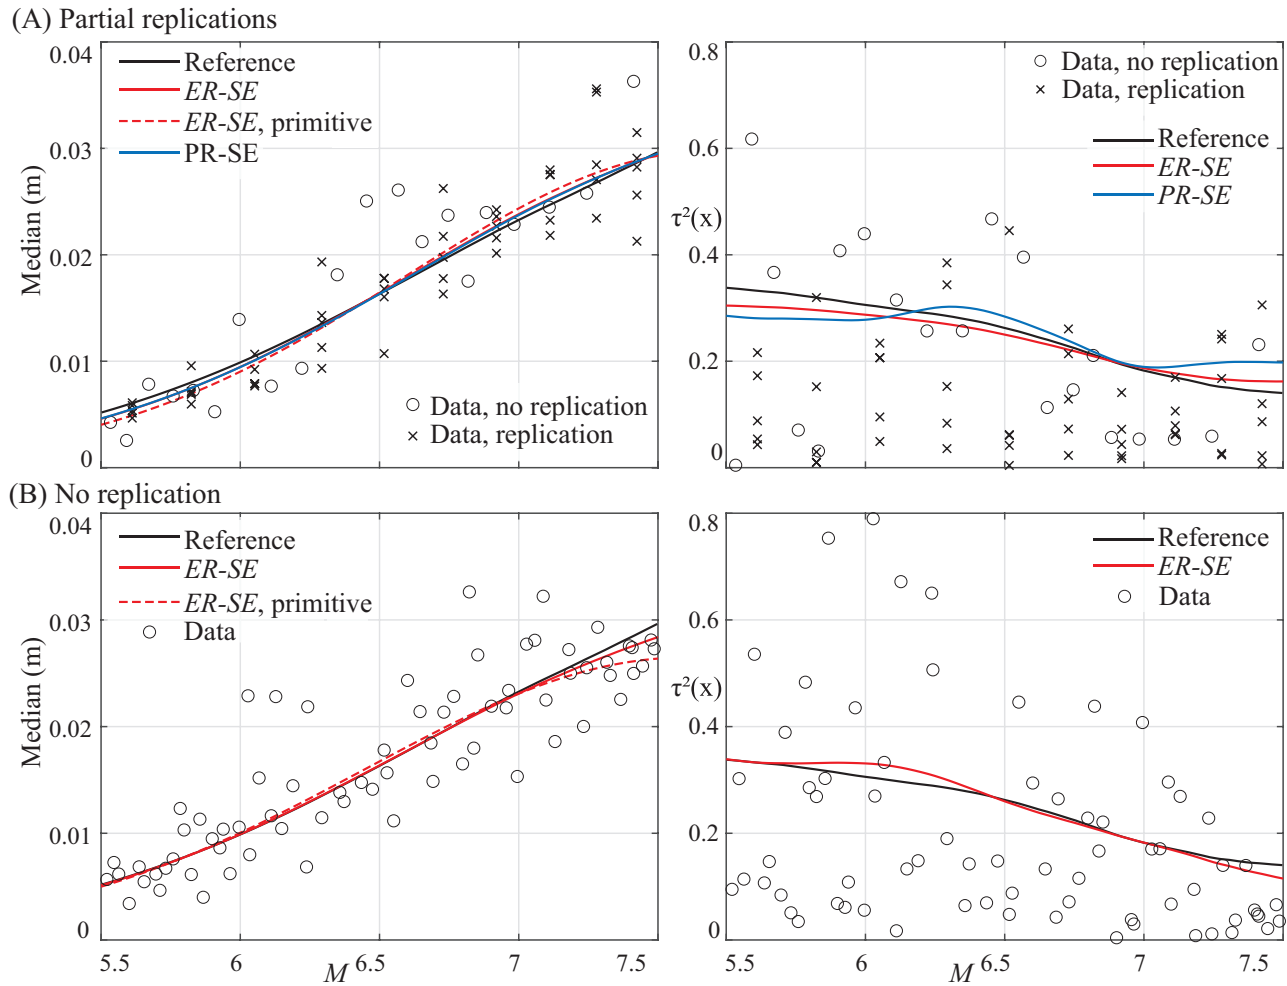 (A) Partial replications
0.04
0.03
0.02
0.01
0
Median (m)
Reference
ER-SE
ER-SE, primitive
PR-SE
Data, no replication
Data, replication
0.8
0.6
0.4
0.2
0
τ²(x)
Data, no replication
Data, replication
Reference
ER-SE
PR-SE
(B) No replication
0.04
0.03
0.02
0.01
0
Median (m)
Reference
ER-SE
ER-SE, primitive
Data
5.5 6 6.5 7 7.5
M
0.8
0.6
0.4
0.2
0
τ²(x)
Reference
ER-SE
Data
5.5 6 6.5 7 7.5
M